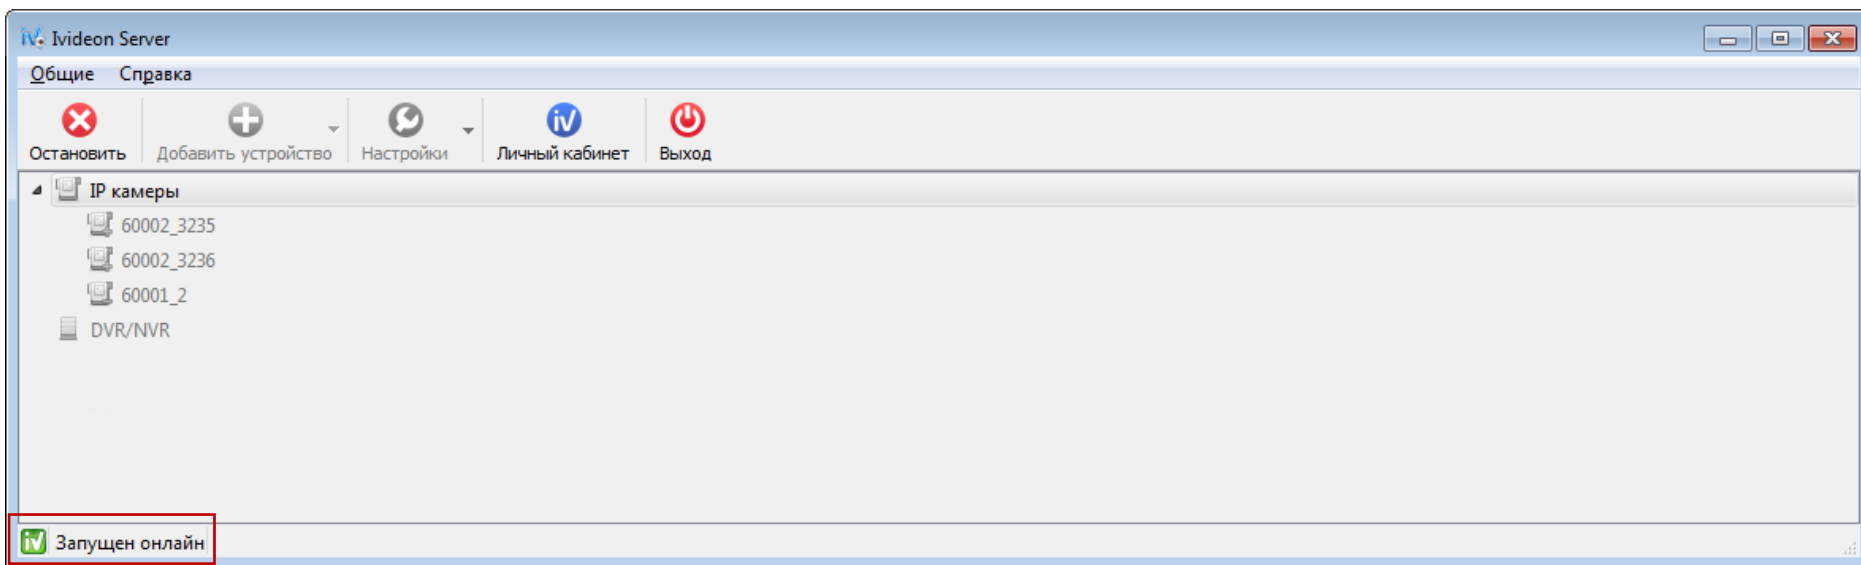 Ivideon Server
Общие Справка
Остановить Добавить устройство Настройки Личный кабинет Выход
IP камеры
60002_3235
60002_3236
60001_2
DVR/NVR
Запущен онлайн